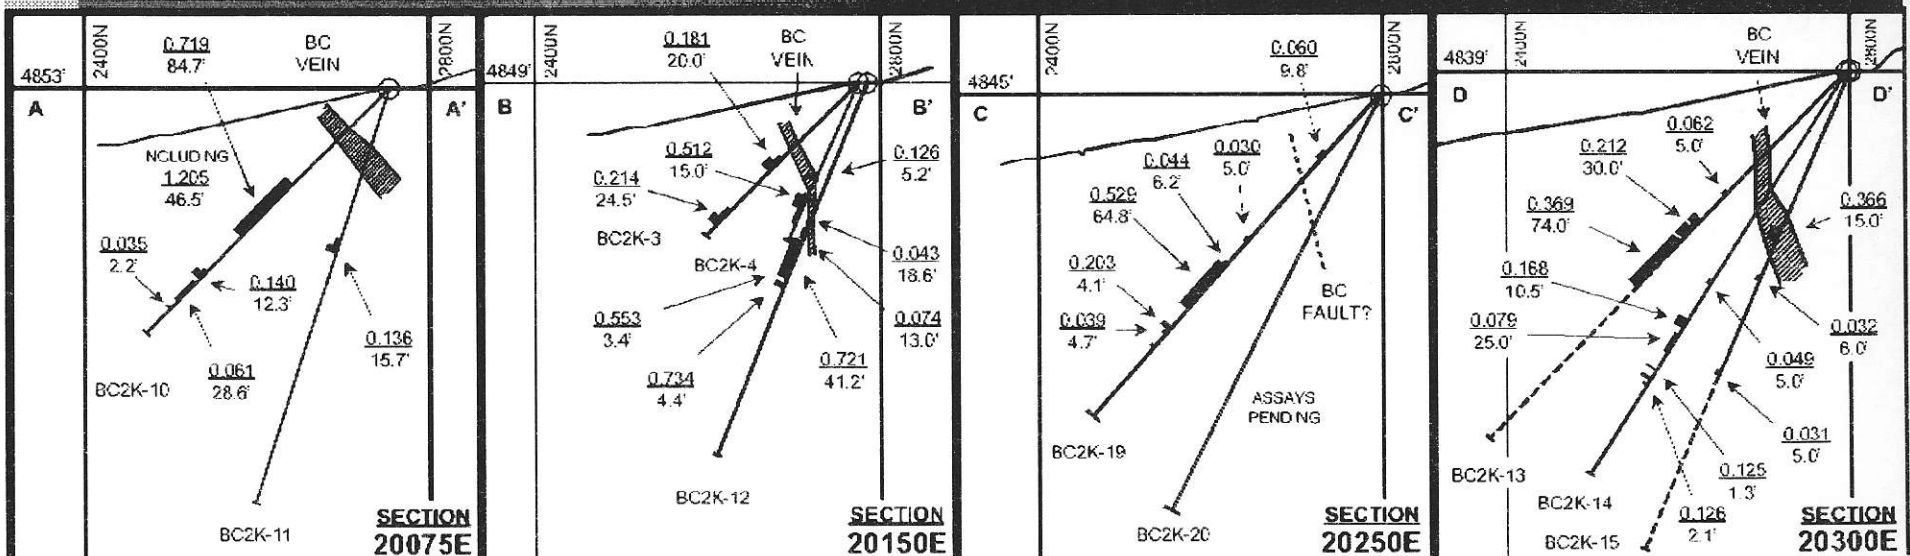 2400N
0.719
84.7'
BC
VEIN
2800N
4853'
A
A'
NCLUD NG
1.205
46.5'
0.035
2.2'
0.140
12.3'
0.136
15.7'
0.061
28.6'
BC2K-10
BC2K-11
SECTION
20075E
2400N
0.181
20.0'
BC
VEIN
2800N
4849'
B
B'
0.512
15.0'
0.126
5.2'
0.214
24.5'
BC2K-3
BC2K-4
0.043
18.6'
0.553
3.4'
0.074
13.0'
0.721
41.2'
0.734
4.4'
BC2K-12
SECTION
20150E
2400N
0.060
9.8'
2800N
4845'
C
C'
0.030
5.0'
0.044
6.2'
0.529
64.8'
0.203
4.1'
0.039
4.7'
BC
FAULT?
ASSAYS
PEND NG
BC2K-19
BC2K-20
SECTION
20250E
2400N
BC
VEIN
2800N
4839'
D
D'
0.062
5.0'
0.212
30.0'
0.369
74.0'
0.366
15.0'
0.168
10.5'
0.079
25.0'
0.032
6.0'
0.049
5.0'
0.031
5.0'
0.125
1.3'
0.126
2.1'
BC2K-13
BC2K-14
BC2K-15
SECTION
20300E